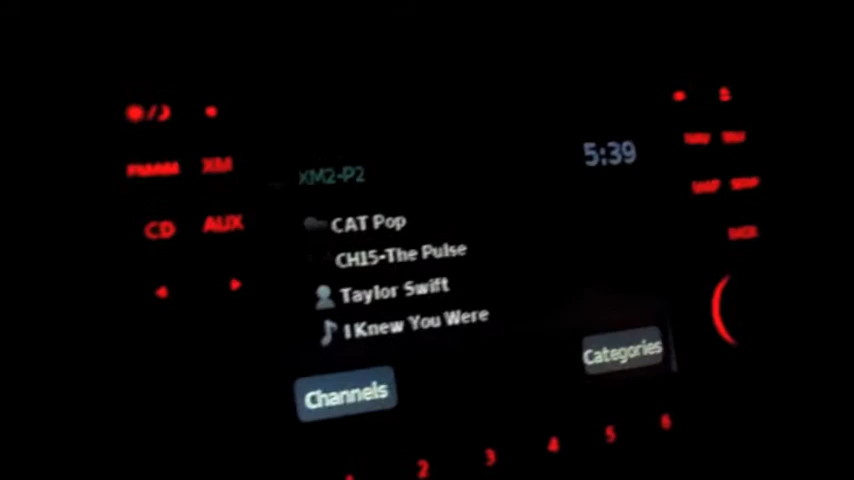 XM2-P2
5:39
FM/AM XM
CAT Pop
CD AUX
CH15-The Pulse
Taylor Swift
I Knew You Were
Categories
Channels
2 3 4 5 6